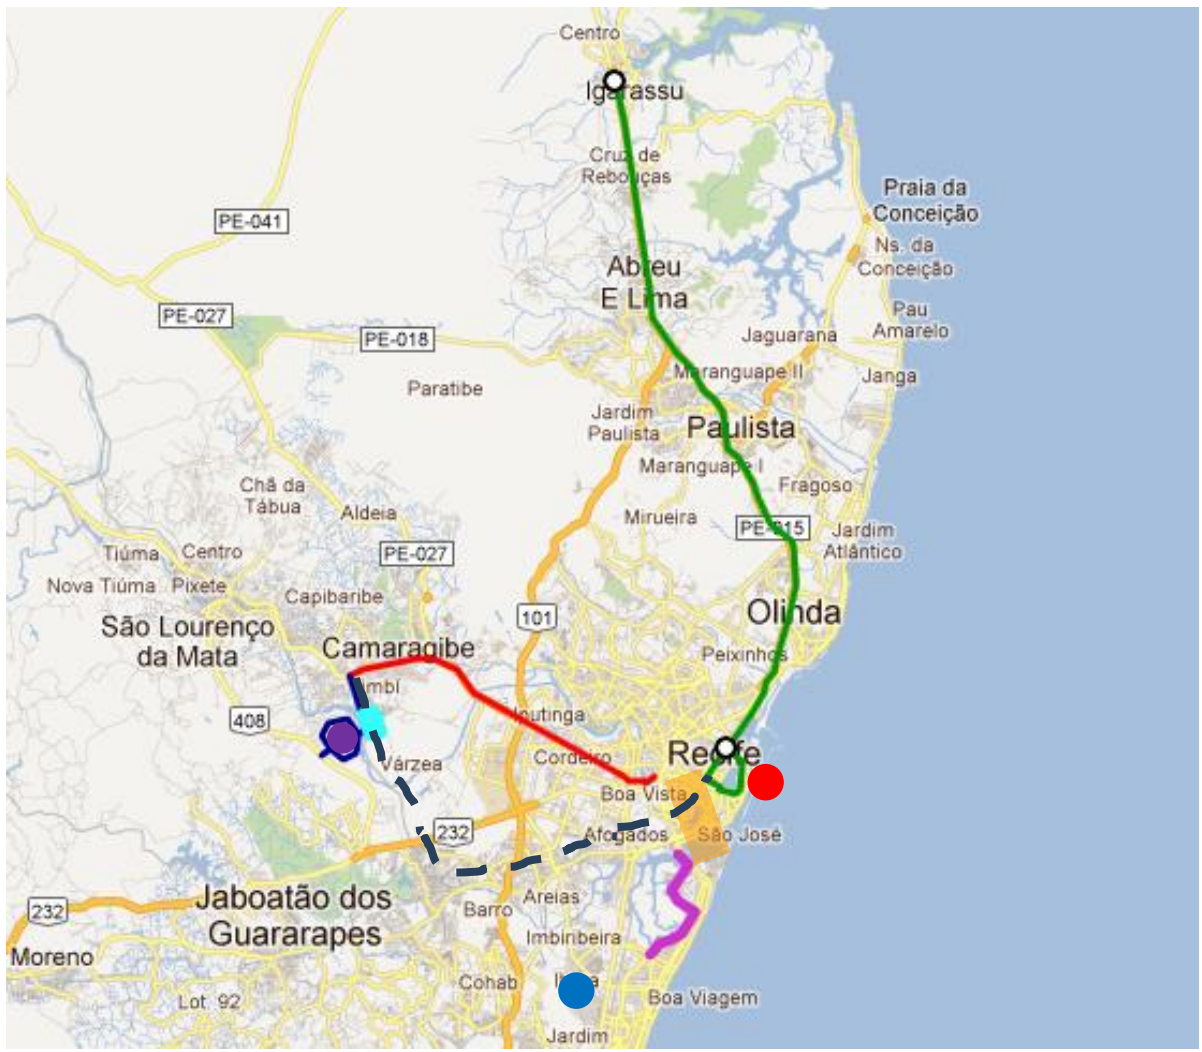 Centro
Igarassu
Cruz de
Rebouças
Praia da
Conceição
PE-041
Ns. da
Conceição
Abreu
E Lima
PE-027
Pau
Amarelo
PE-018
Jaguarana
Maranguape II
Janga
Paratibe
Jardim
Paulista
Paulista
Maranguape I
Chã da
Tábua
Fragoso
Aldeia
Mirueira
PE-015
Jardim
Atlântico
Tiúma
Centro
PE-027
Nova Tiúma
Pixete
Capibaribe
101
Olinda
São Lourenço
da Mata
Camaragibe
Peixinhos
Imbl
408
Iputinga
Recife
Cordeiro
Várzea
Boa Vista
232
Afogados
São José
Jaboatão dos
Guararapes
Areias
232
Barro
Imbiribeira
Moreno
Cohab
Lot. 92
Boa Viagem
Jardim